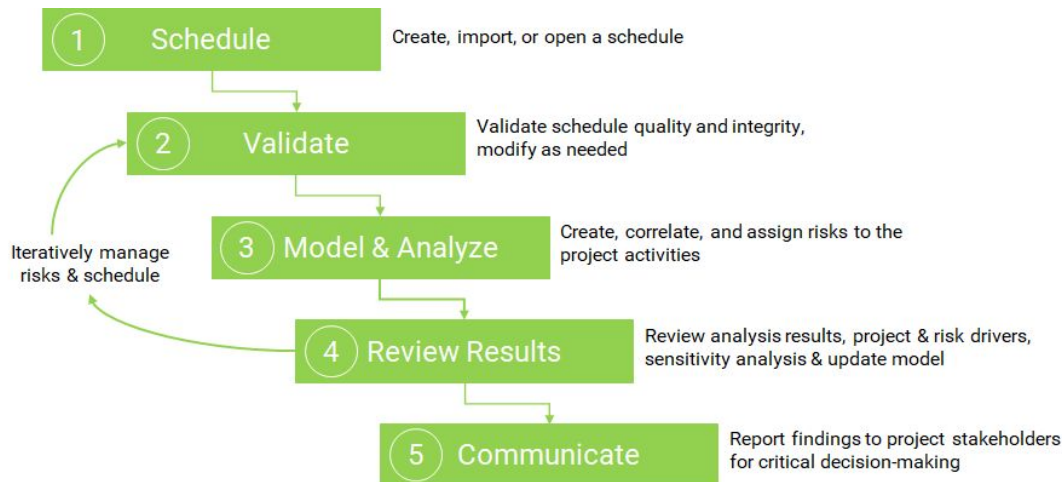 1 Schedule
Create, import, or open a schedule
2 Validate
Validate schedule quality and integrity,
modify as needed
3 Model & Analyze
Create, correlate, and assign risks to the
project activities
Iteratively manage
risks & schedule
4 Review Results
Review analysis results, project & risk drivers,
sensitivity analysis & update model
5 Communicate
Report findings to project stakeholders
for critical decision-making